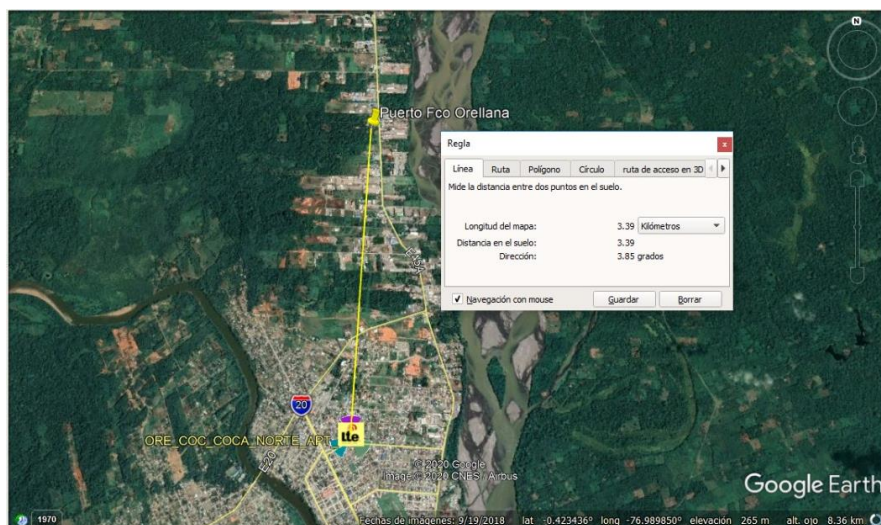 N
Puerto Fco Orellana
Regla
x
Línea Ruta Polígono Círculo ruta de acceso en 3D
Mide la distancia entre dos puntos en el suelo.
Longitud del mapa: 3.39 Kilómetros
Distancia en el suelo: 3.39
Dirección: 3.85 grados
Navegación con mouse Guardar Borrar
20
lte
ORE_COC_COCA_NORTE_APT
E20
© 2020 Google
Image © 2020 CNES / Airbus
Google Earth
1970
Fechas de imágenes: 9/19/2018 lat -0.423436° long -76.989850° elevación 265 m alt. ojo 8.36 km